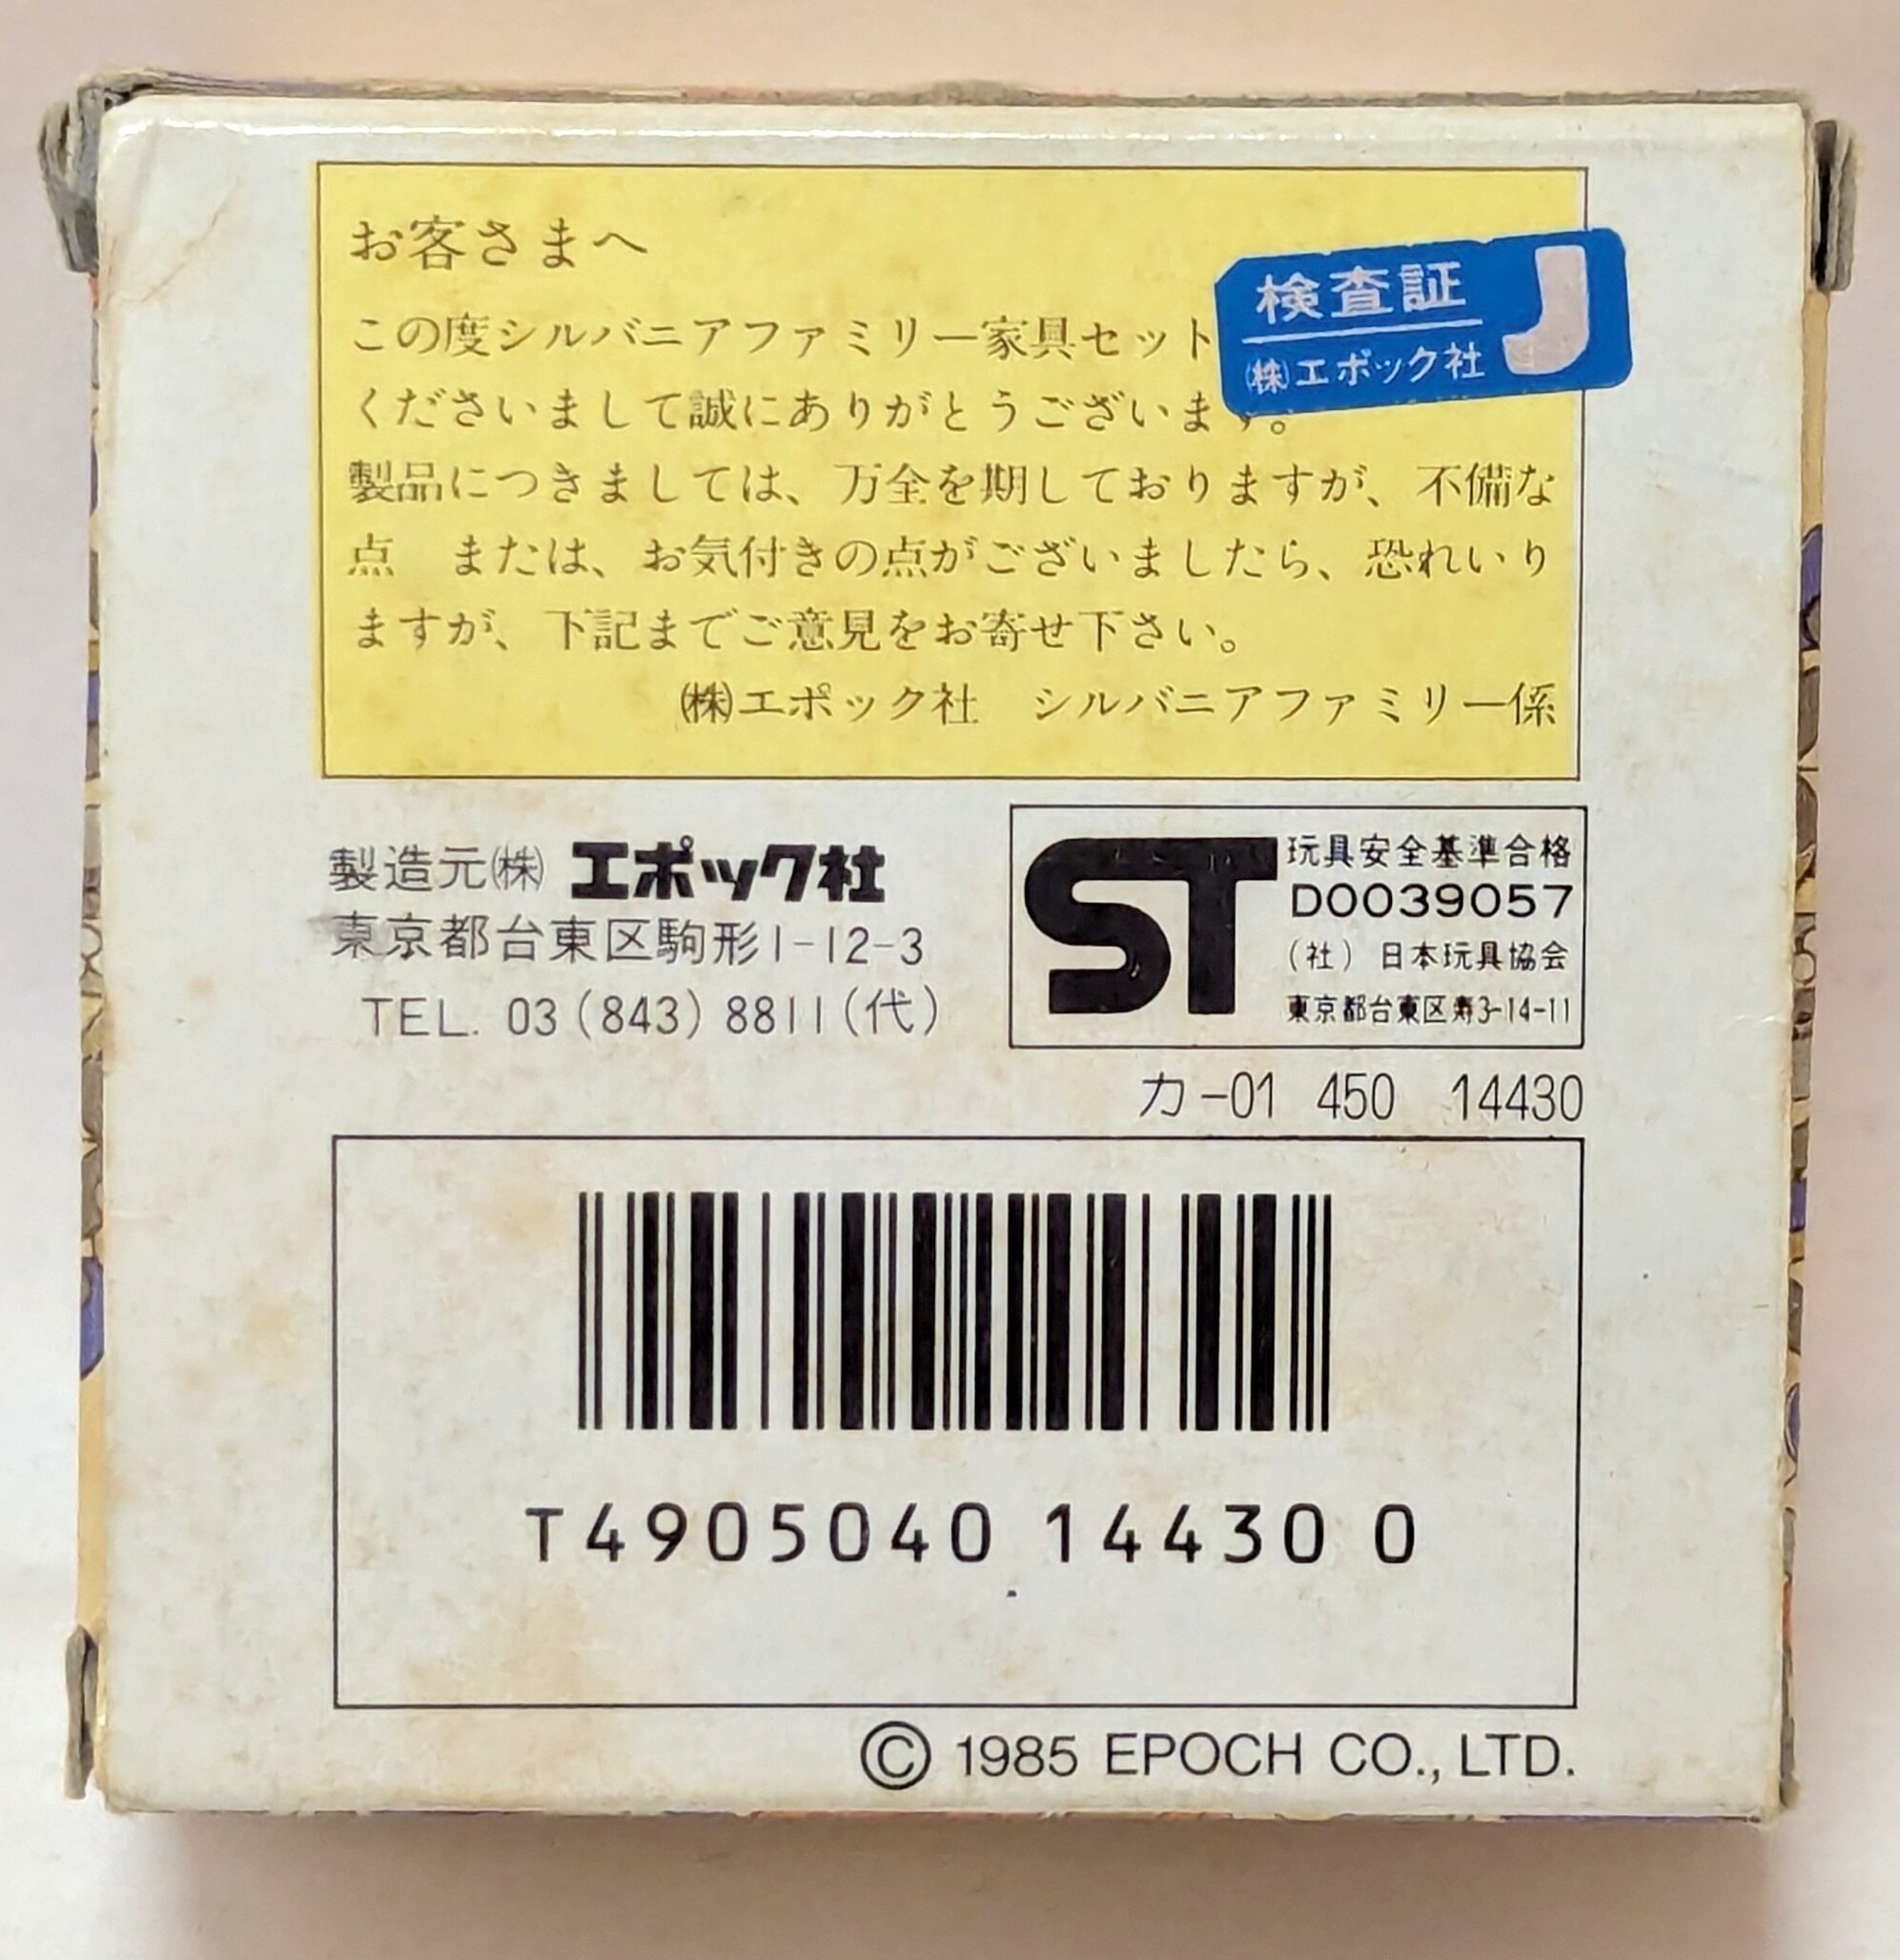 お客さまへ
この度シルバニアファミリー家具セット
くださいまして誠にありがとうございます。
製品につきましては、万全を期しておりますが、不備な
点　または、お気付きの点がございましたら、恐れいり
ますが、下記までご意見をお寄せ下さい。
㈱エポック社　シルバニアファミリー係
検査証 J
㈱エポック社
製造元㈱ エポック社
東京都台東区駒形1-12-3
TEL. 03(843)8811(代)
ST
玩具安全基準合格
D0039057
(社) 日本玩具協会
東京都台東区寿3-14-11
カ-01 450 14430
T4905040 14430 0
© 1985 EPOCH CO., LTD.